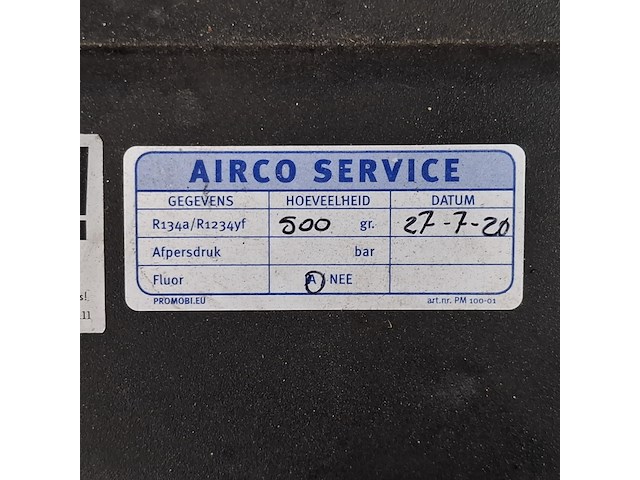 AIRCO SERVICE
GEGEVENS HOEVEELHEID DATUM
R134a/R1234yf 500 gr. 27-7-20
Afpersdruk bar
Fluor JA NEE
PROMOBI.EU art.nr. PM 100-01
s!
.11